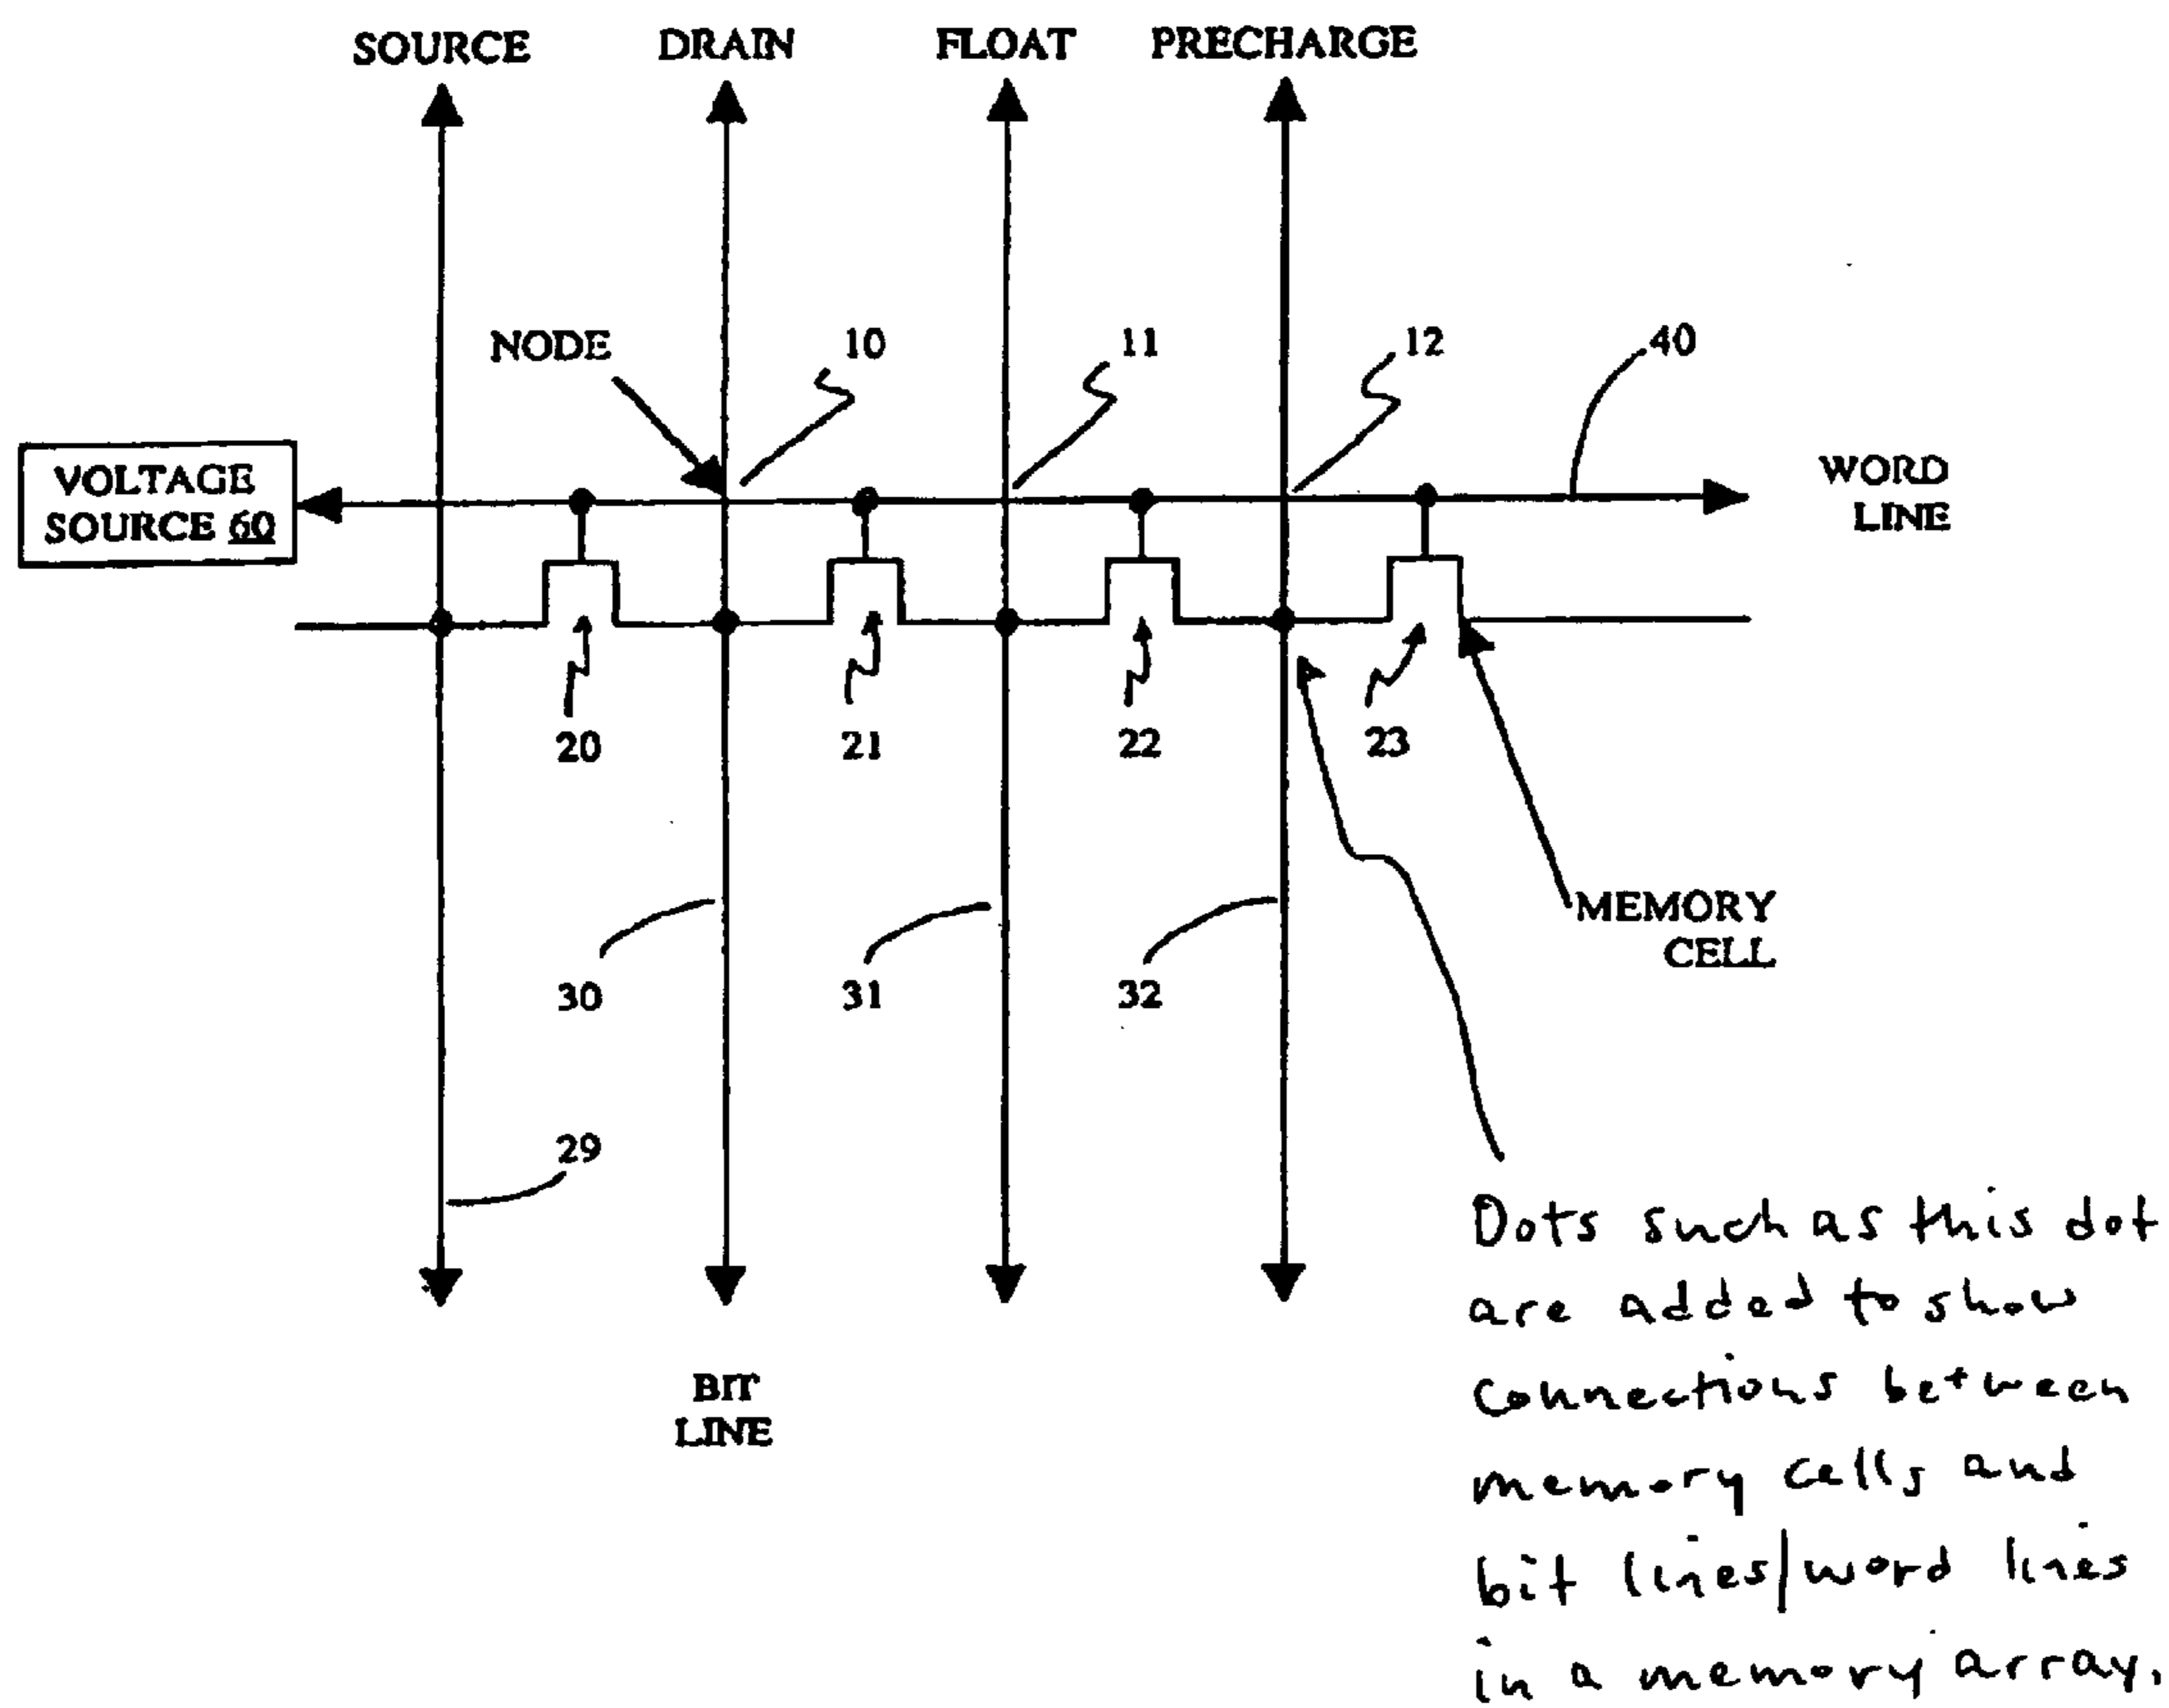 SOURCE DRAIN FLOAT PRECHARGE
NODE 10 11 12 40
VOLTAGE
SOURCE 60
WORD
LINE
20 21 22 23
MEMORY
CELL
30 31 32
29
BIT
LINE
Dots such as this dot
are added to show
connections between
memory cells and
bit lines/word lines
in a memory array.